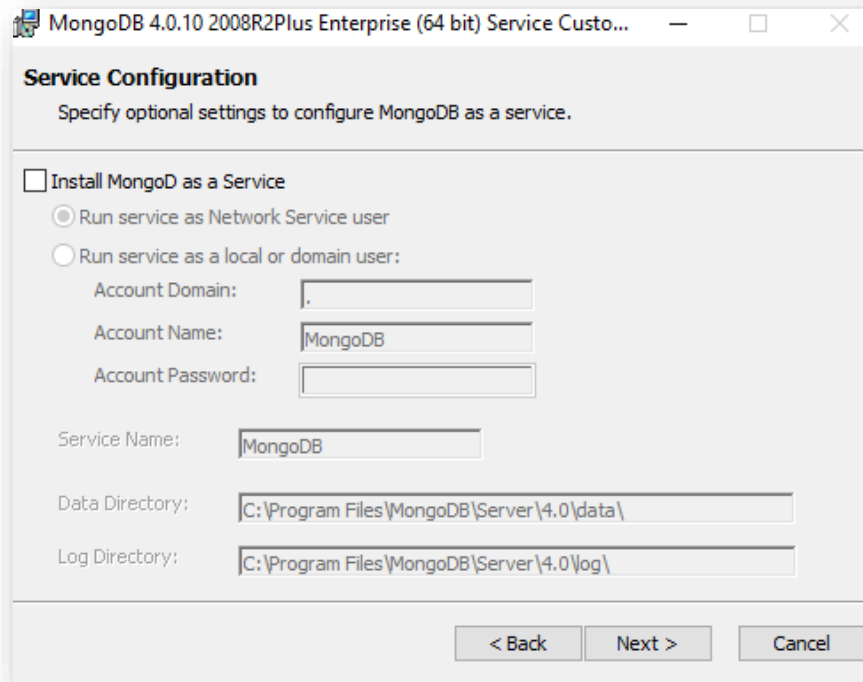 MongoDB 4.0.10 2008R2Plus Enterprise (64 bit) Service Custo...
Service Configuration
Specify optional settings to configure MongoDB as a service.
Install MongoD as a Service
Run service as Network Service user
Run service as a local or domain user:
Account Domain: .
Account Name: MongoDB
Account Password:
Service Name: MongoDB
Data Directory: C:\Program Files\MongoDB\Server\4.0\data\
Log Directory: C:\Program Files\MongoDB\Server\4.0\log\
< Back Next > Cancel